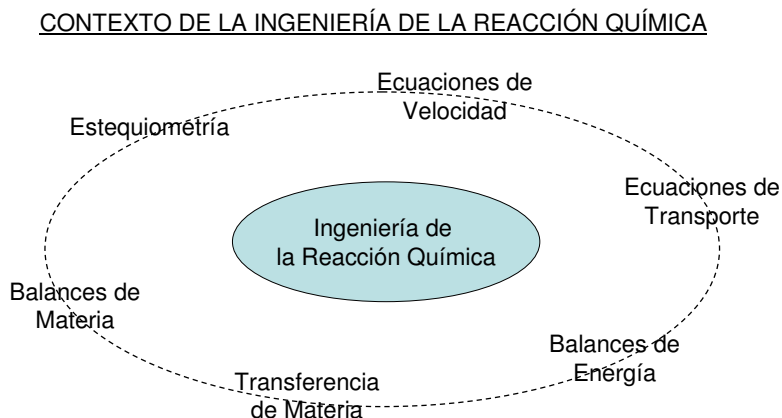 CONTEXTO DE LA INGENIERÍA DE LA REACCIÓN QUÍMICA
Ecuaciones de
Velocidad
Estequiometría
Ecuaciones de
Transporte
Ingeniería de
la Reacción Química
Balances de
Materia
Balances de
Energía
Transferencia
de Materia